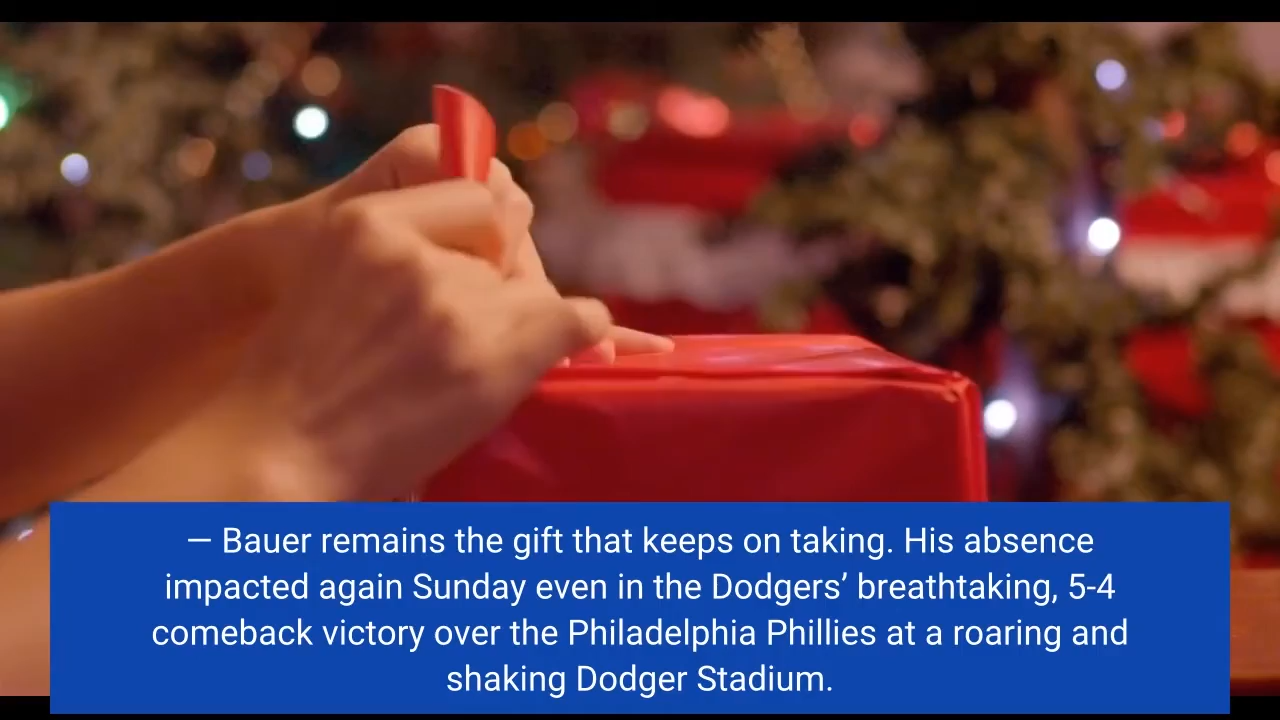 — Bauer remains the gift that keeps on taking. His absence
impacted again Sunday even in the Dodgers’ breathtaking, 5-4
comeback victory over the Philadelphia Phillies at a roaring and
shaking Dodger Stadium.